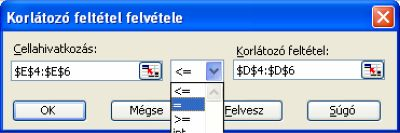 Korlátozó feltétel felvétele
Cellahivatkozás:
Korlátozó feltétel:
$E$4:$E$6
<=
$D$4:$D$6
<=
=
>=
int
OK
Mégse
Felvesz
Súgó